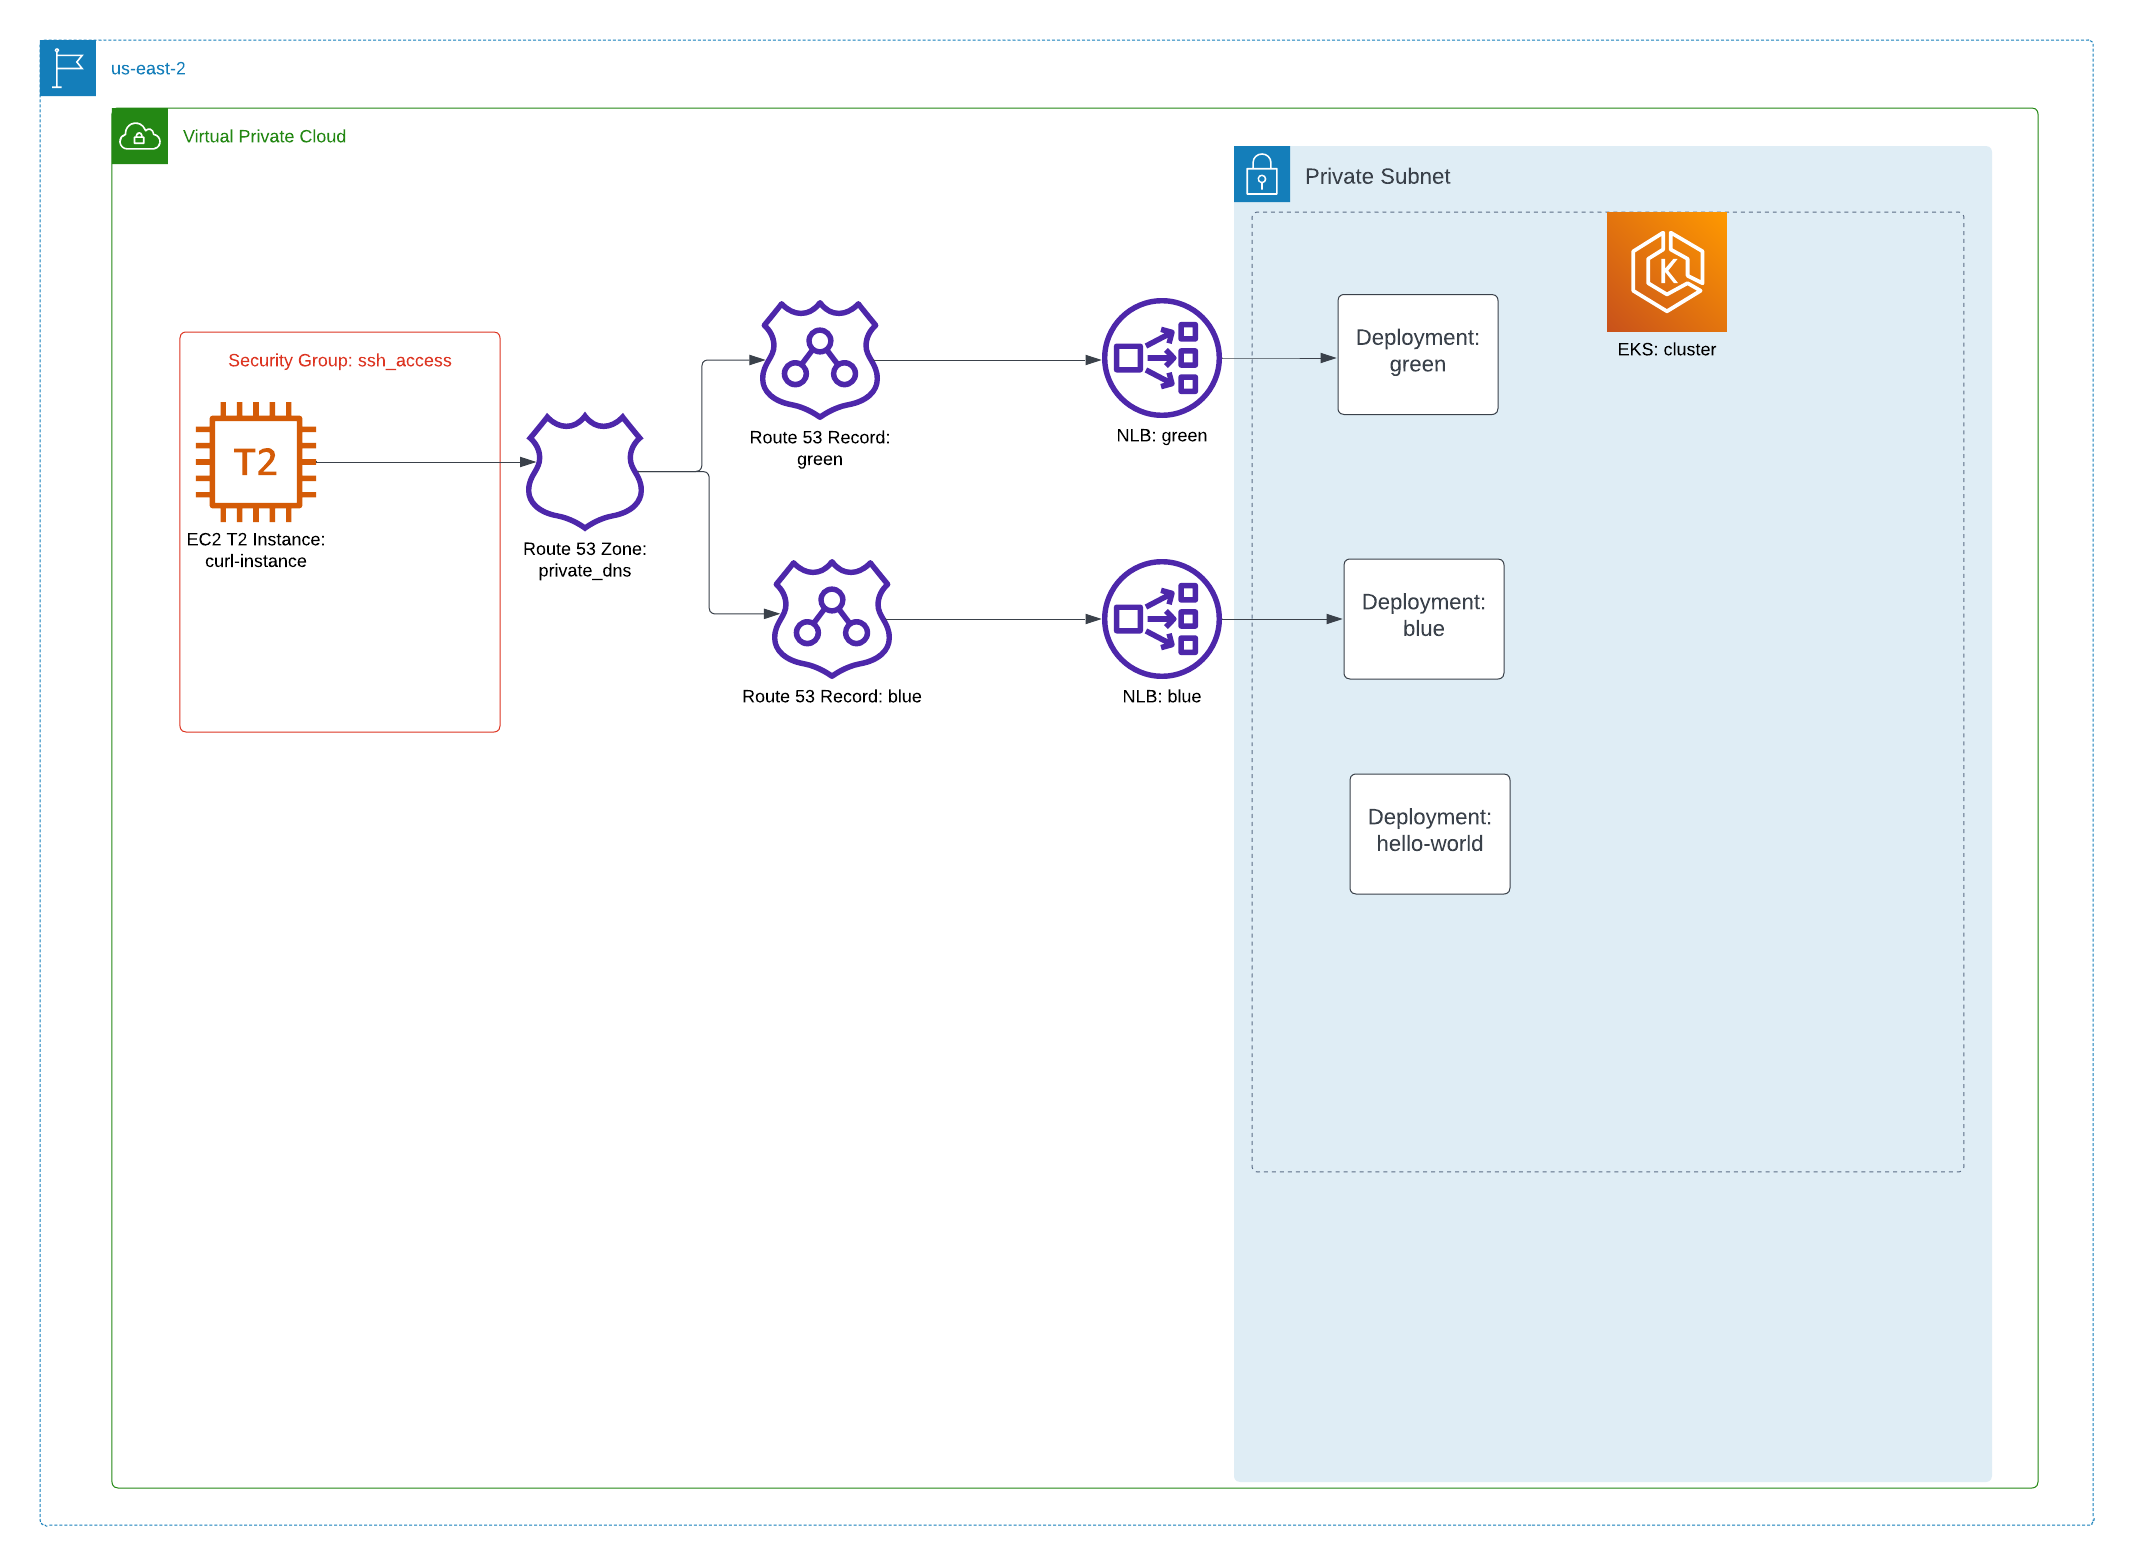 us-east-2
Virtual Private Cloud
Private Subnet
Security Group: ssh_access
T2
EC2 T2 Instance:
curl-instance
Route 53 Zone:
private_dns
Route 53 Record:
green
Route 53 Record: blue
NLB: green
NLB: blue
Deployment:
green
K
EKS: cluster
Deployment:
blue
Deployment:
hello-world